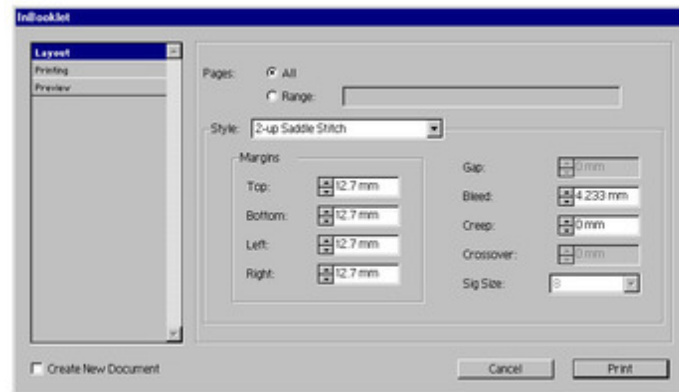 InBooklet
Layout
Printing
Preview
Pages: All
Range:
Style: 2-up Saddle Stitch
Margins
Top: 12.7 mm
Bottom: 12.7 mm
Left: 12.7 mm
Right: 12.7 mm
Gap: 0 mm
Bleed: 4.233 mm
Creep: 0 mm
Crossover: 0 mm
Sig Size: 8
Create New Document
Cancel
Print